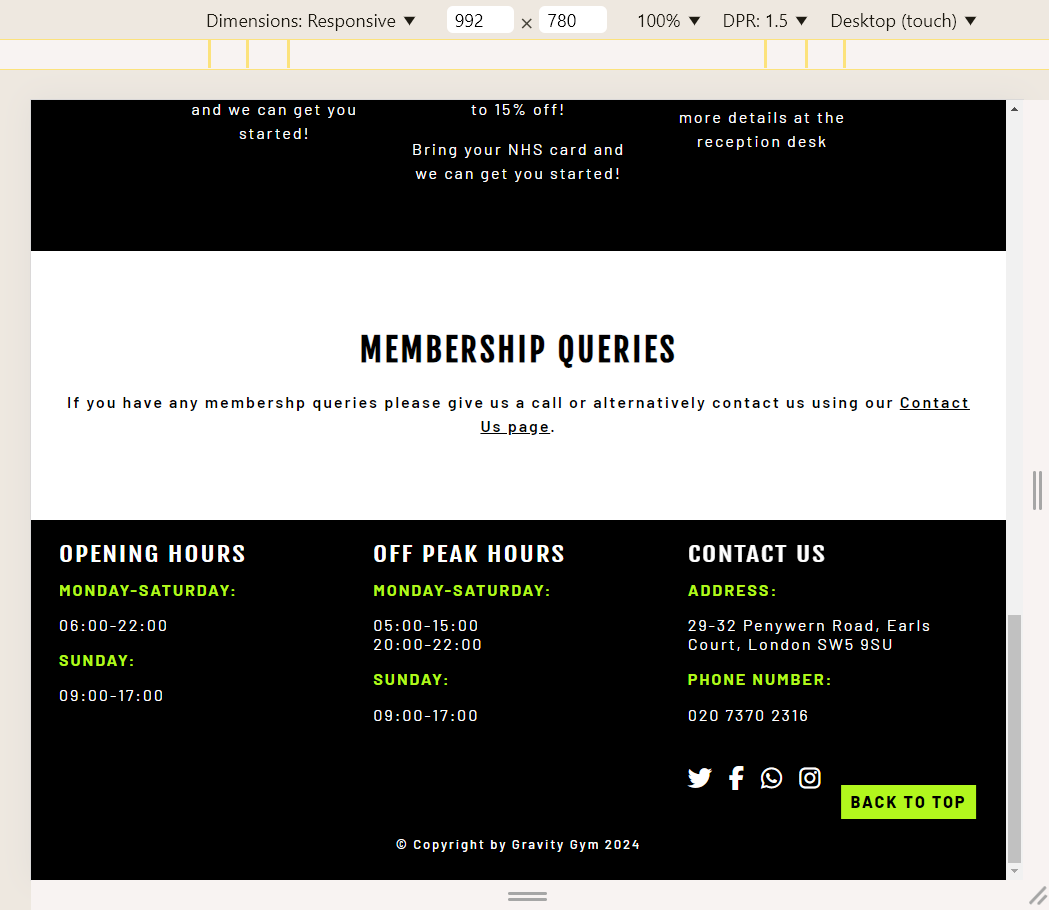 Dimensions: Responsive ▼ 992 × 780 100% ▼ DPR: 1.5 ▼ Desktop (touch) ▼
and we can get you
started!
to 15% off!
Bring your NHS card and
we can get you started!
more details at the
reception desk
MEMBERSHIP QUERIES
If you have any membershp queries please give us a call or alternatively contact us using our Contact
Us page.
OPENING HOURS
MONDAY-SATURDAY:
06:00-22:00
SUNDAY:
09:00-17:00
OFF PEAK HOURS
MONDAY-SATURDAY:
05:00-15:00
20:00-22:00
SUNDAY:
09:00-17:00
CONTACT US
ADDRESS:
29-32 Penywern Road, Earls
Court, London SW5 9SU
PHONE NUMBER:
020 7370 2316
BACK TO TOP
© Copyright by Gravity Gym 2024